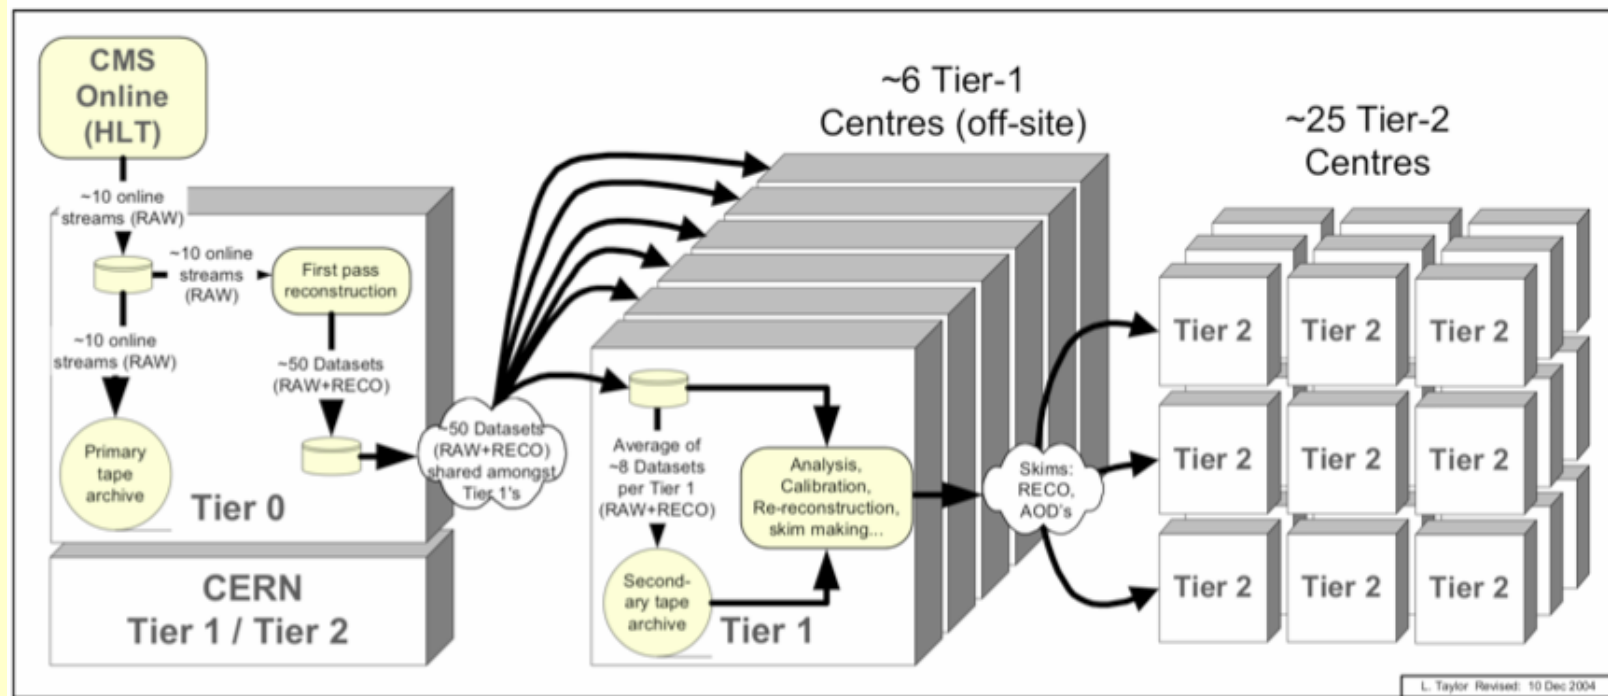 CMS
Online
(HLT)
~10 online
streams (RAW)
~10 online
streams
(RAW)
First pass
reconstruction
~10 online
streams (RAW)
~50 Datasets
(RAW+RECO)
Primary
tape
archive
Tier 0
CERN
Tier 1 / Tier 2
~50 Datasets
(RAW+RECO)
shared amongst
Tier 1's
~6 Tier-1
Centres (off-site)
Average of
~8 Datasets
per Tier 1
(RAW+RECO)
Analysis,
Calibration,
Re-reconstruction,
skim making...
Second-
ary tape
archive
Tier 1
Skims:
RECO,
AOD's
~25 Tier-2
Centres
Tier 2
Tier 2
Tier 2
Tier 2
Tier 2
Tier 2
Tier 2
Tier 2
Tier 2
L. Taylor Revised: 10 Dec 2004